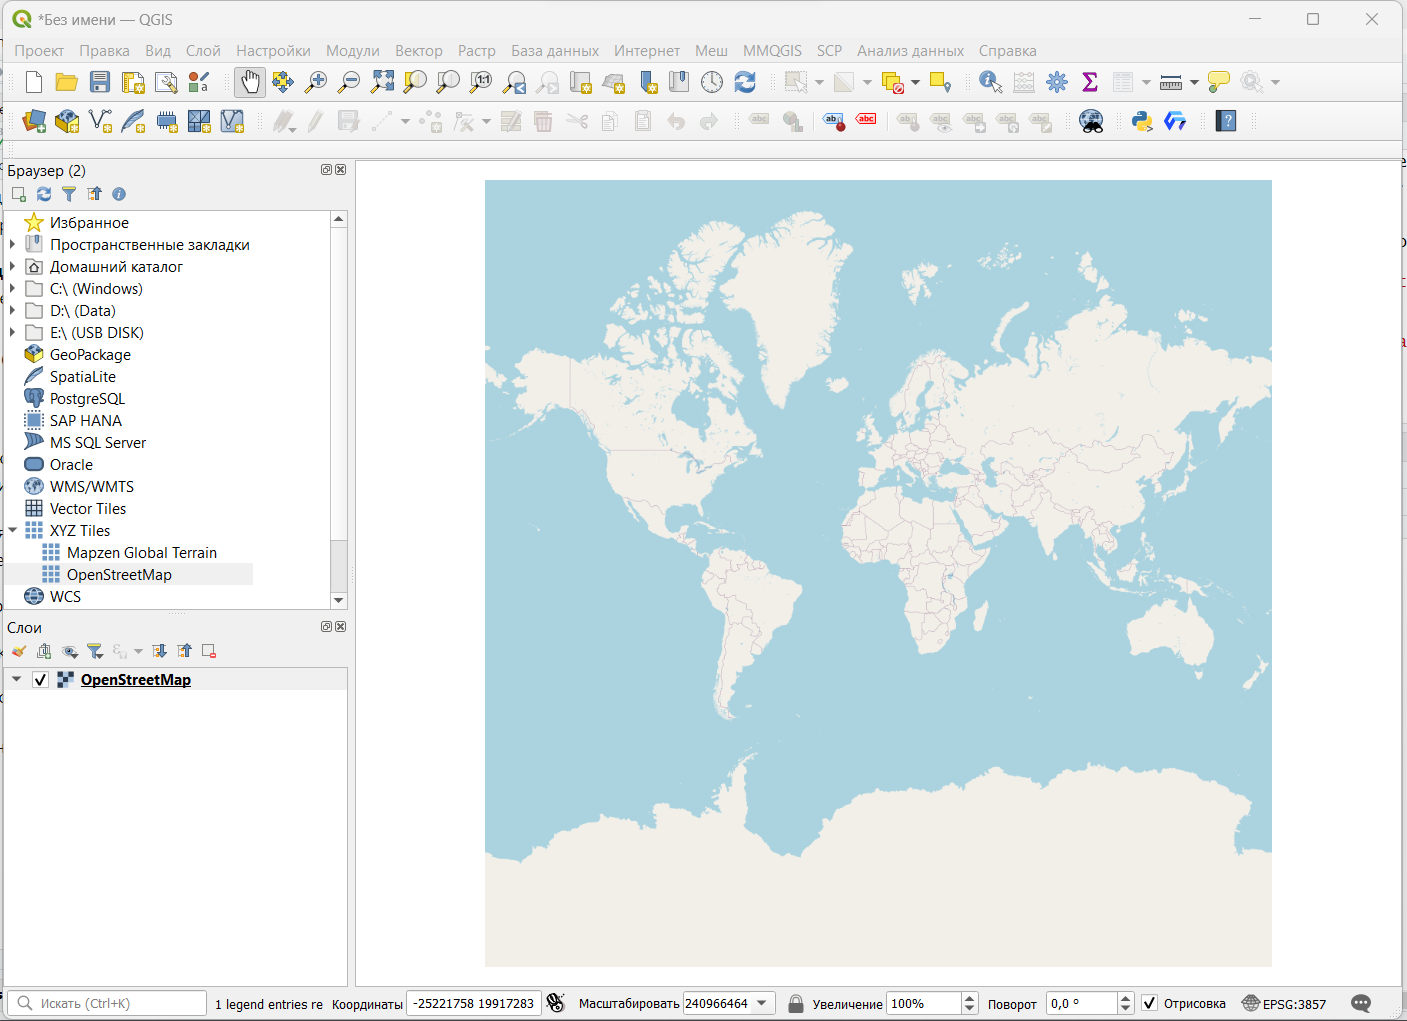 *Без имени — QGIS
Проект Правка Вид Слой Настройки Модули Вектор Растр База данных Интернет Меш MMQGIS SCP Анализ данных Справка
Браузер (2)
Избранное
Пространственные закладки
Домашний каталог
C:\ (Windows)
D:\ (Data)
E:\ (USB DISK)
GeoPackage
SpatiaLite
PostgreSQL
SAP HANA
MS SQL Server
Oracle
WMS/WMTS
Vector Tiles
XYZ Tiles
Mapzen Global Terrain
OpenStreetMap
WCS
Слои
OpenStreetMap
Искать (Ctrl+K) 1 legend entries re Координаты -25221758 19917283 Масштабировать 240966464 Увеличение 100% Поворот 0,0 ° Отрисовка EPSG:3857